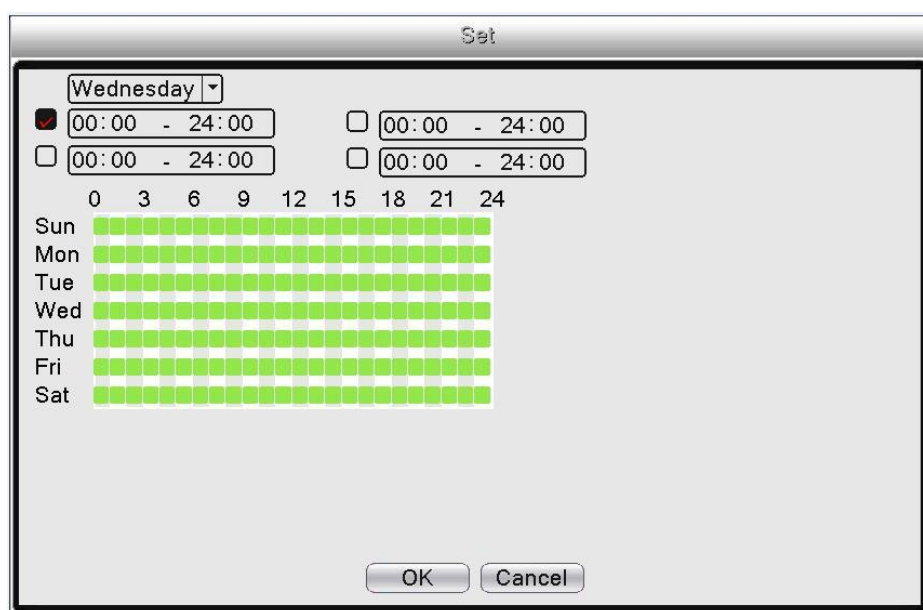 Set
Wednesday
00:00 - 24:00 00:00 - 24:00
00:00 - 24:00 00:00 - 24:00
0 3 6 9 12 15 18 21 24
Sun
Mon
Tue
Wed
Thu
Fri
Sat
OK Cancel